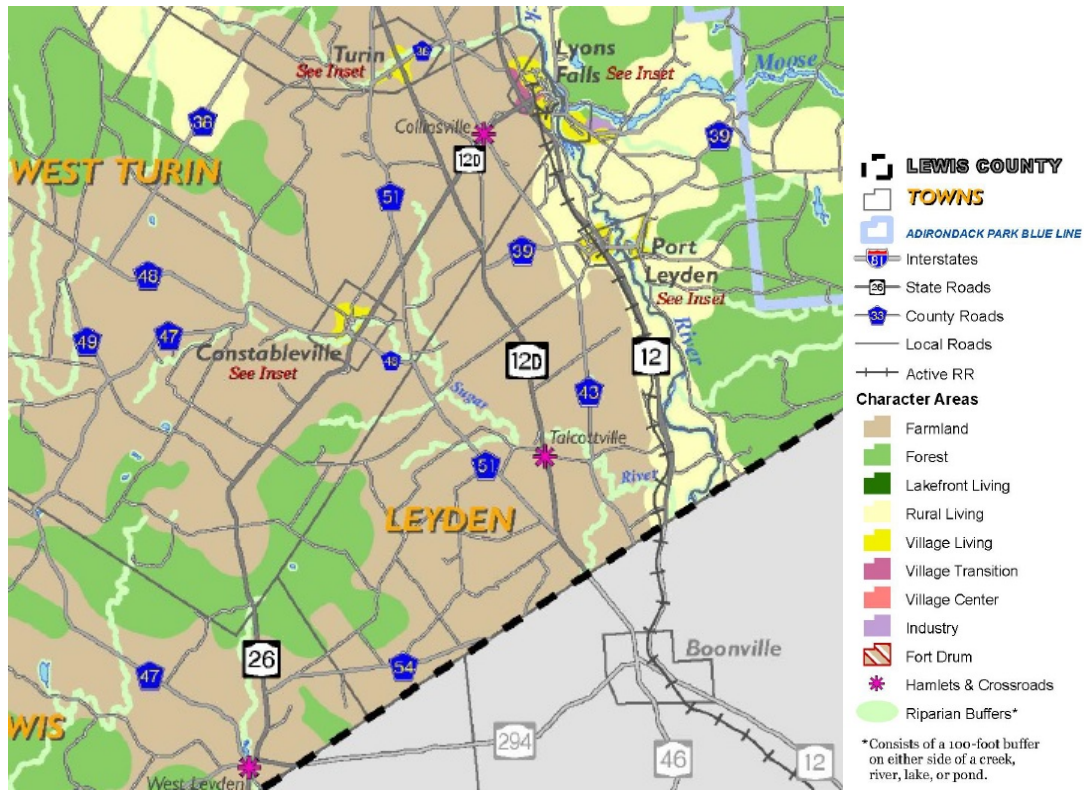 Turin
See Inset
36
Lyons
Falls See Inset
Moose
36
Collinsville
39
WEST TURIN
12D
51
39
Port
Leyden
See Inset
48
River
49
47
Constableville
See Inset
48
12D
12
Sugar
43
Talcottville
51
River
LEYDEN
26
47
54
Boonville
WIS
294
46
12
West Leyden
LEWIS COUNTY
TOWNS
ADIRONDACK PARK BLUE LINE
81 Interstates
26 State Roads
33 County Roads
Local Roads
Active RR
Character Areas
Farmland
Forest
Lakefront Living
Rural Living
Village Living
Village Transition
Village Center
Industry
Fort Drum
Hamlets & Crossroads
Riparian Buffers*
*Consists of a 100-foot buffer
on either side of a creek,
river, lake, or pond.